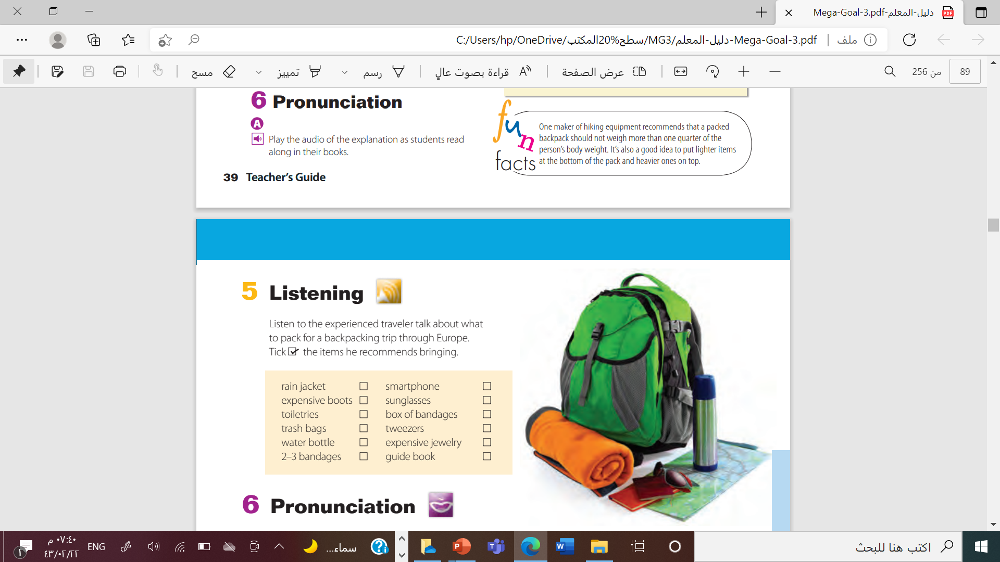 دليل-المعلم-Mega-Goal-3.pdf
ملف
C:/Users/hp/OneDrive/سطح%20المكتب/MG3/دليل-المعلم-Mega-Goal-3.pdf
89
من 256
عرض الصفحة
قراءة بصوت عالٍ
رسم
تمييز
مسح
6 Pronunciation
A
Play the audio of the explanation as students read
along in their books.
39 Teacher's Guide
fun
facts
One maker of hiking equipment recommends that a packed
backpack should not weigh more than one quarter of the
person's body weight. It's also a good idea to put lighter items
at the bottom of the pack and heavier ones on top.
5 Listening
Listen to the experienced traveler talk about what
to pack for a backpacking trip through Europe.
Tick the items he recommends bringing.
rain jacket
expensive boots
toiletries
trash bags
water bottle
2–3 bandages
smartphone
sunglasses
box of bandages
tweezers
expensive jewelry
guide book
6 Pronunciation
اكتب هنا للبحث
سماء...
ENG
٠٧:٤٠ م
٤٣/٠٢/٢٢
١